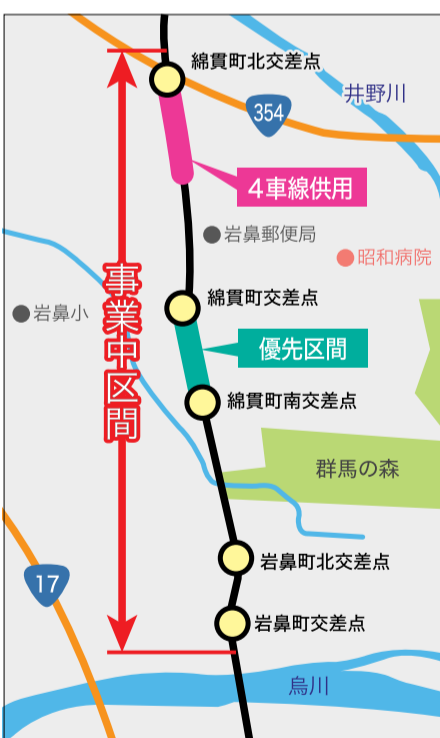 綿貫町北交差点
井野川
354
4車線供用
岩鼻郵便局
昭和病院
綿貫町交差点
岩鼻小
事業中区間
優先区間
綿貫町南交差点
群馬の森
岩鼻町北交差点
17
岩鼻町交差点
烏川